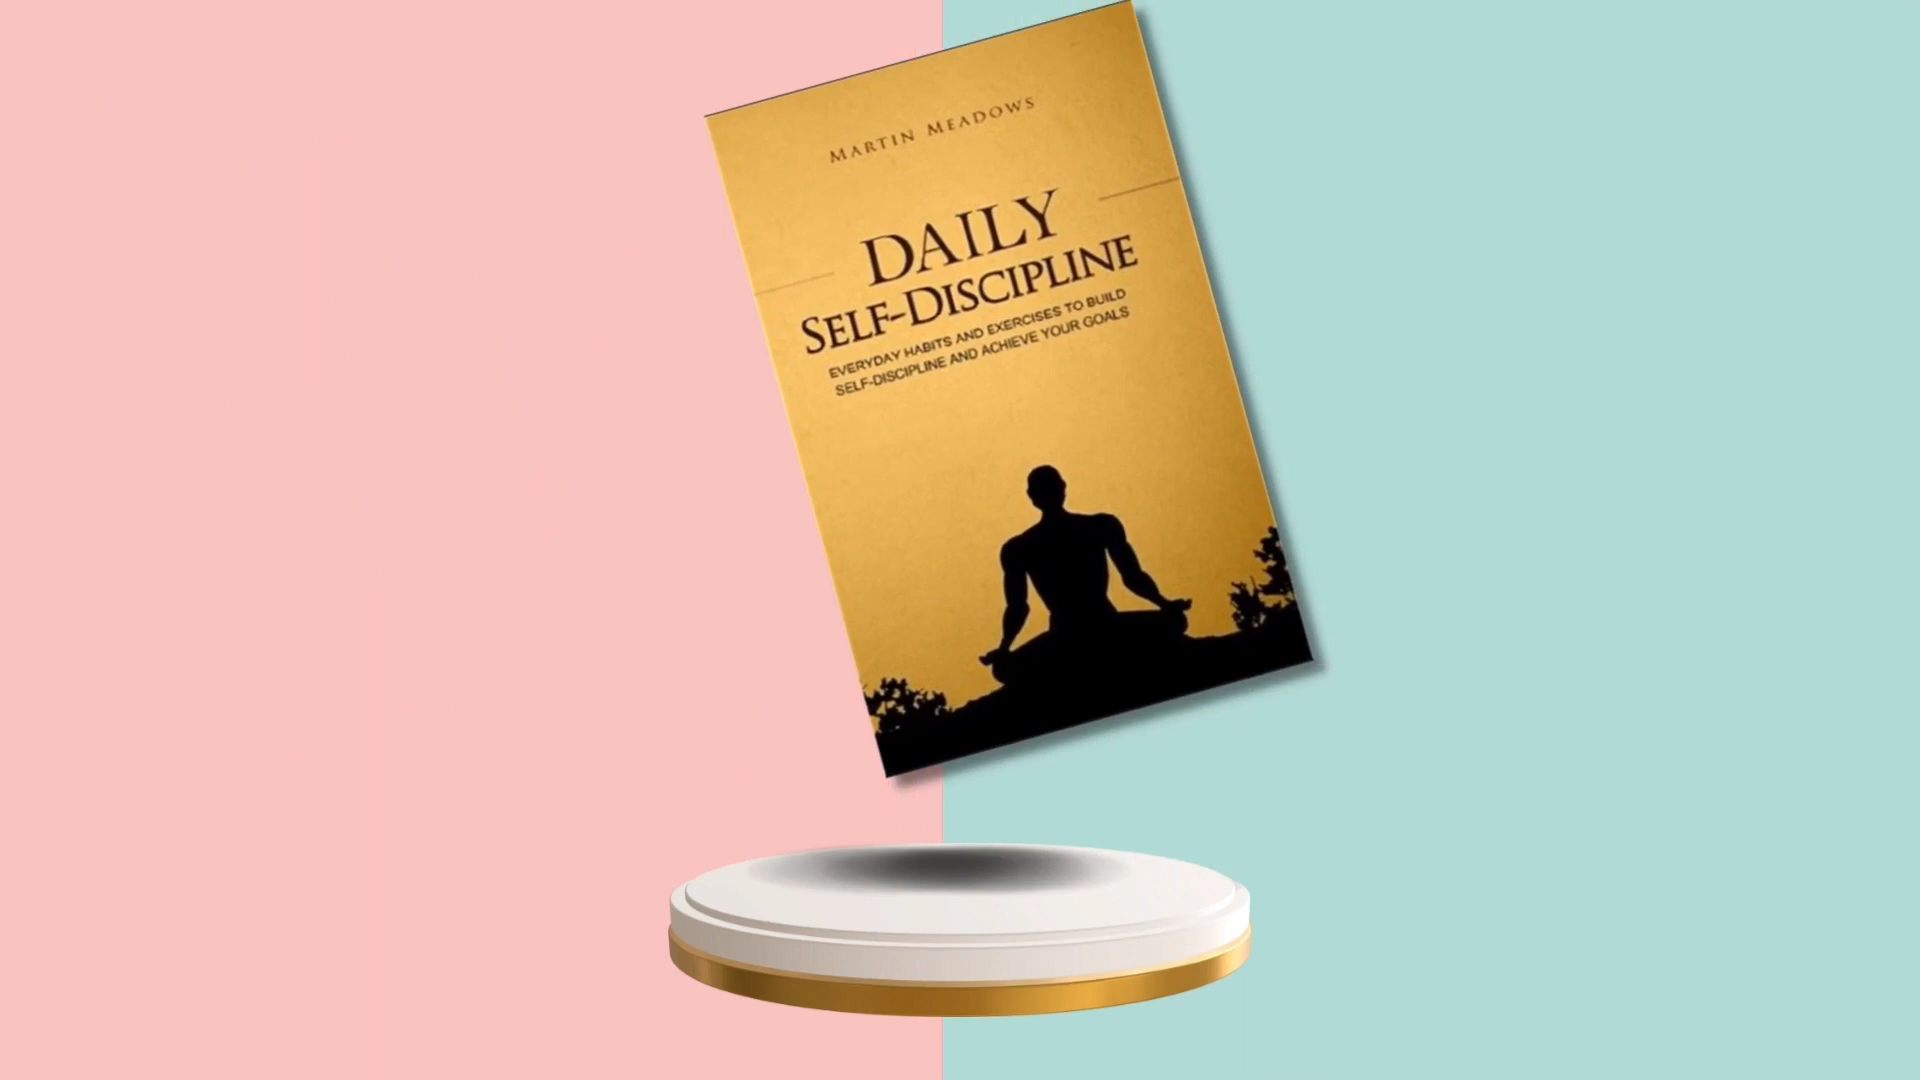 MARTIN MEADOWS
DAILY
SELF-DISCIPLINE
EVERYDAY HABITS AND EXERCISES TO BUILD
SELF-DISCIPLINE AND ACHIEVE YOUR GOALS